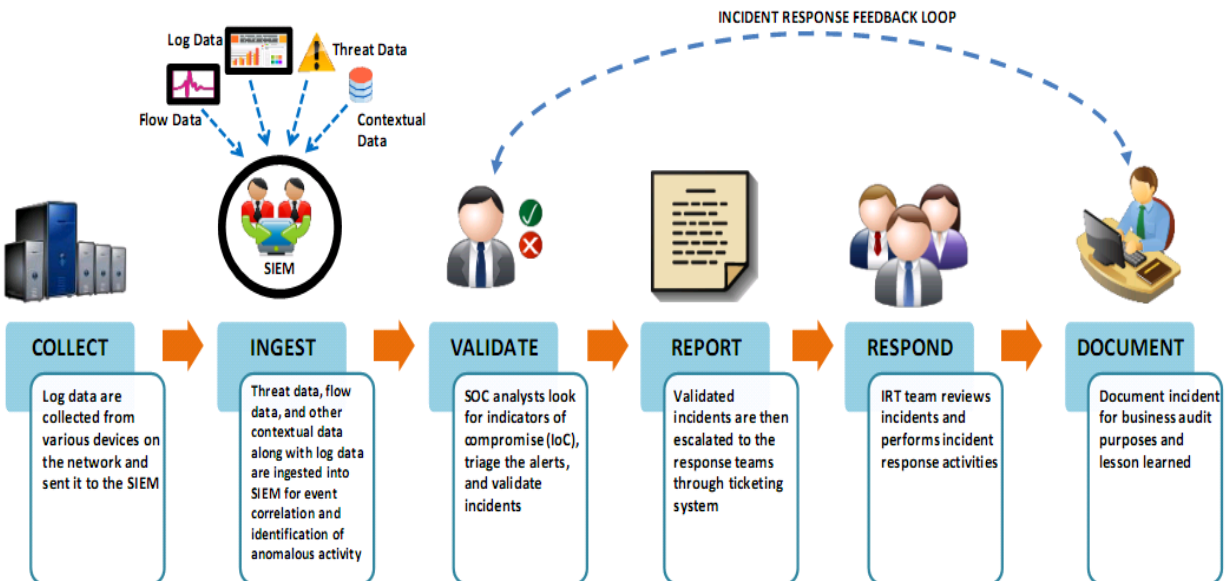 INCIDENT RESPONSE FEEDBACK LOOP
Log Data
Threat Data
Flow Data
Contextual
Data
SIEM
COLLECT
Log data are
collected from
various devices on
the network and
sent it to the SIEM
INGEST
Threat data, flow
data, and other
contextual data
along with log data
are ingested into
SIEM for event
correlation and
identification of
anomalous activity
VALIDATE
SOC analysts look
for indicators of
compromise (IoC),
triage the alerts,
and validate
incidents
REPORT
Validated
incidents are then
escalated to the
response teams
through ticketing
system
RESPOND
IRT team reviews
incidents and
performs incident
response activities
DOCUMENT
Document incident
for business audit
purposes and
lesson learned